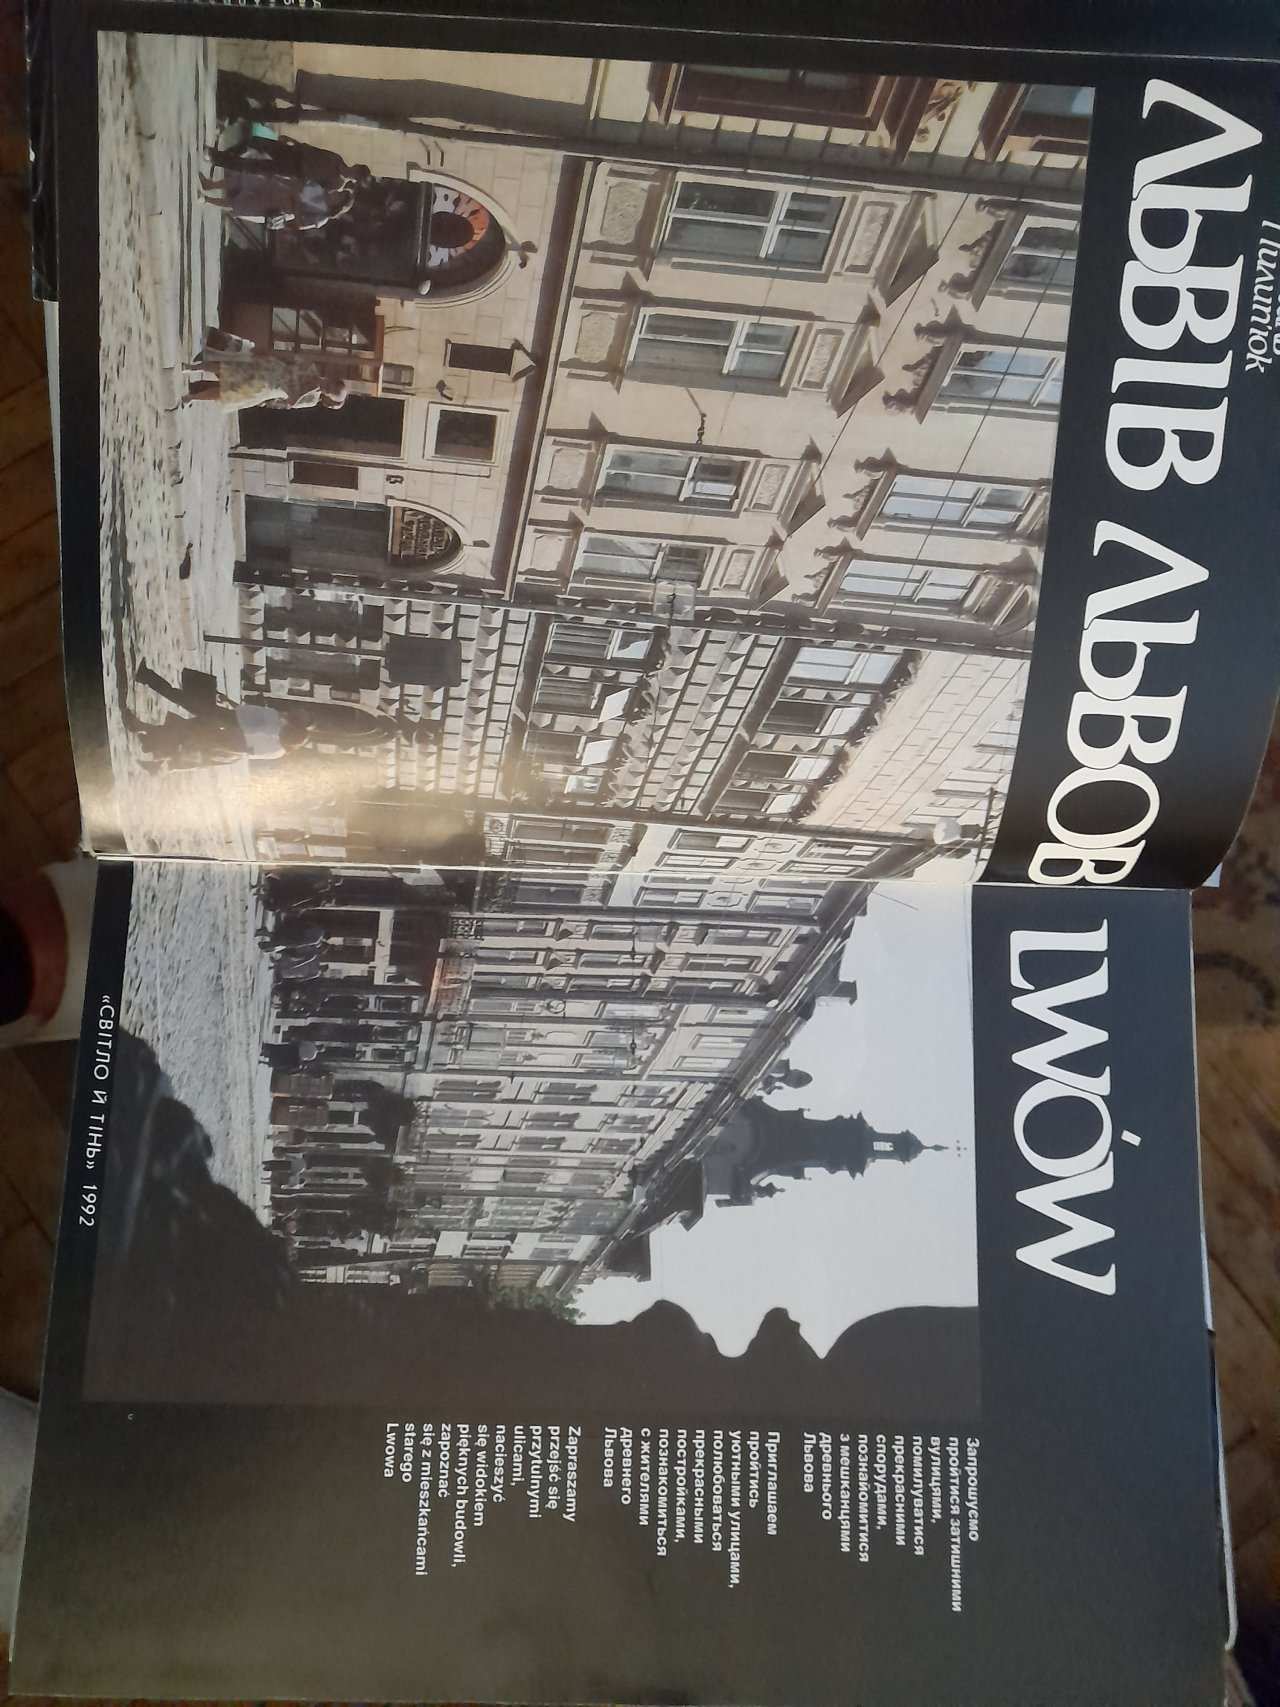 Пилип'юк
ЛЬВІВ ЛЬВОВ LWÓW
Запрошуємо
пройтися затишними
вулицями,
помилуватися
прекрасними
спорудами,
познайомитися
з мешканцями
древнього
Львова
Приглашаем
пройтись
уютными улицами,
полюбоваться
прекрасными
постройками,
познакомиться
с жителями
древнего
Львова
Zapraszamy
przejść się
przytulnymi
ulicami,
nacieszyć
się widokiem
pięknych budowli,
zapoznać
się z mieszkańcami
starego
Lwowa
«СВІТЛО Й ТІНЬ» 1992